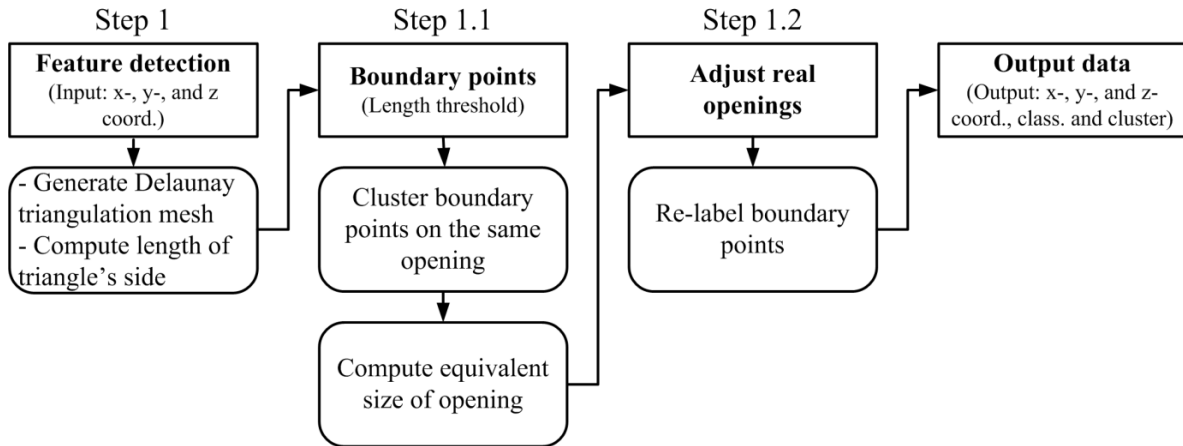 Step 1
Feature detection
(Input: x-, y-, and z
coord.)
- Generate Delaunay
triangulation mesh
- Compute length of
triangle’s side
Step 1.1
Boundary points
(Length threshold)
Cluster boundary
points on the same
opening
Compute equivalent
size of opening
Step 1.2
Adjust real
openings
Re-label boundary
points
Output data
(Output: x-, y-, and z-
coord., class. and cluster)